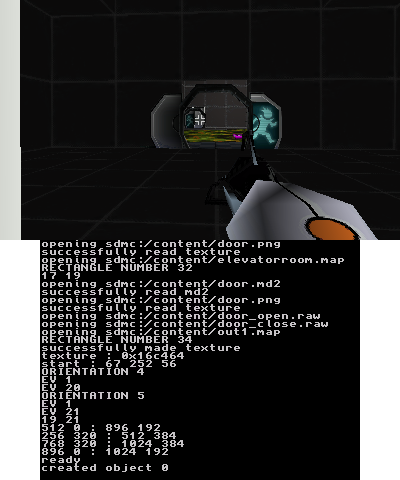 opening sdmc:/content/door.png
successfully read texture
opening sdmc:/content/elevatorroom.map
RECTANGLE NUMBER 32
17 19
opening sdmc:/content/door.md2
successfully read md2
opening sdmc:/content/door.png
successfully read texture
opening sdmc:/content/door_open.raw
opening sdmc:/content/door_close.raw
opening sdmc:/content/out1.map
RECTANGLE NUMBER 34
successfully made texture
texture : 0x16c464
start : 67 252 56
ORIENTATION 4
EV 1
EV 20
ORIENTATION 5
EV 1
EV 21
19 21
512 0 : 896 192
256 320 : 512 384
768 320 : 1024 384
896 0 : 1024 192
ready
created object 0